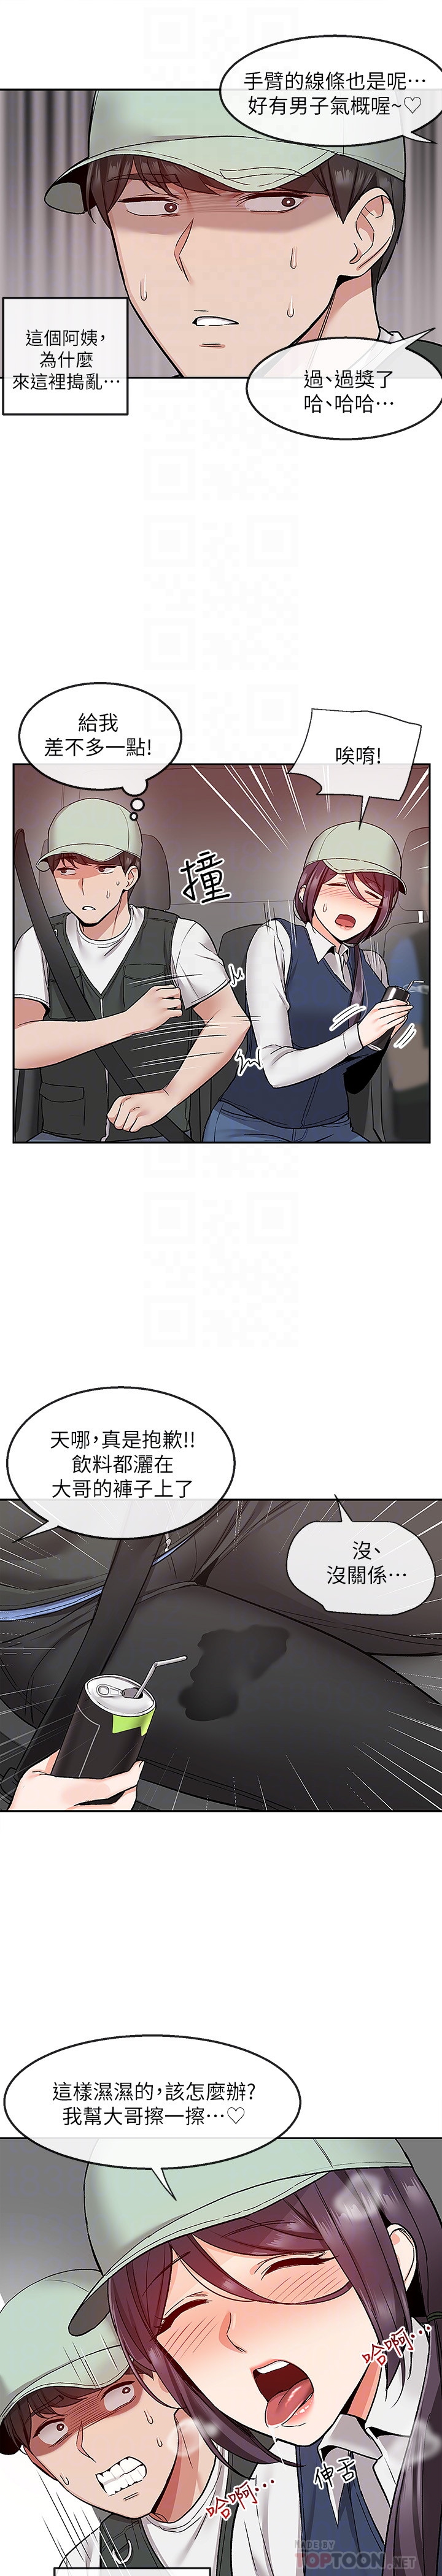 手臂的線條也是呢…
好有男子氣概喔~♡
這個阿姨，
為什麼
來這裡搗亂…
過、過獎了
哈、哈哈…
給我
差不多一點!
唉唷!
撞
天哪，真是抱歉!!
飲料都灑在
大哥的褲子上了
沒、
沒關係…
這樣濕濕的，該怎麼辦?
我幫大哥擦一擦…♡
哈啊…
伸舌
哈啊…
MADE BY
TOPTOON.NET